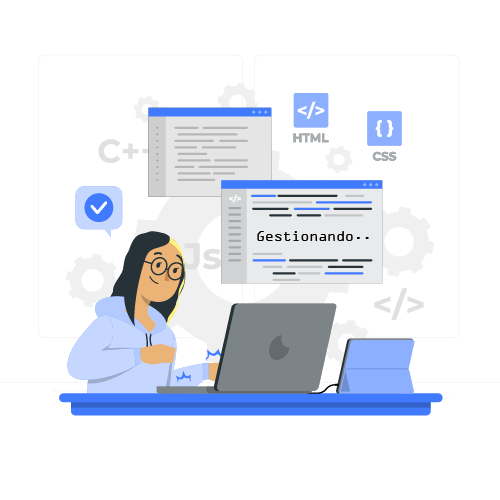 C++
</>
HTML
{ }
CSS
</>
Gestionando..
Js
</>